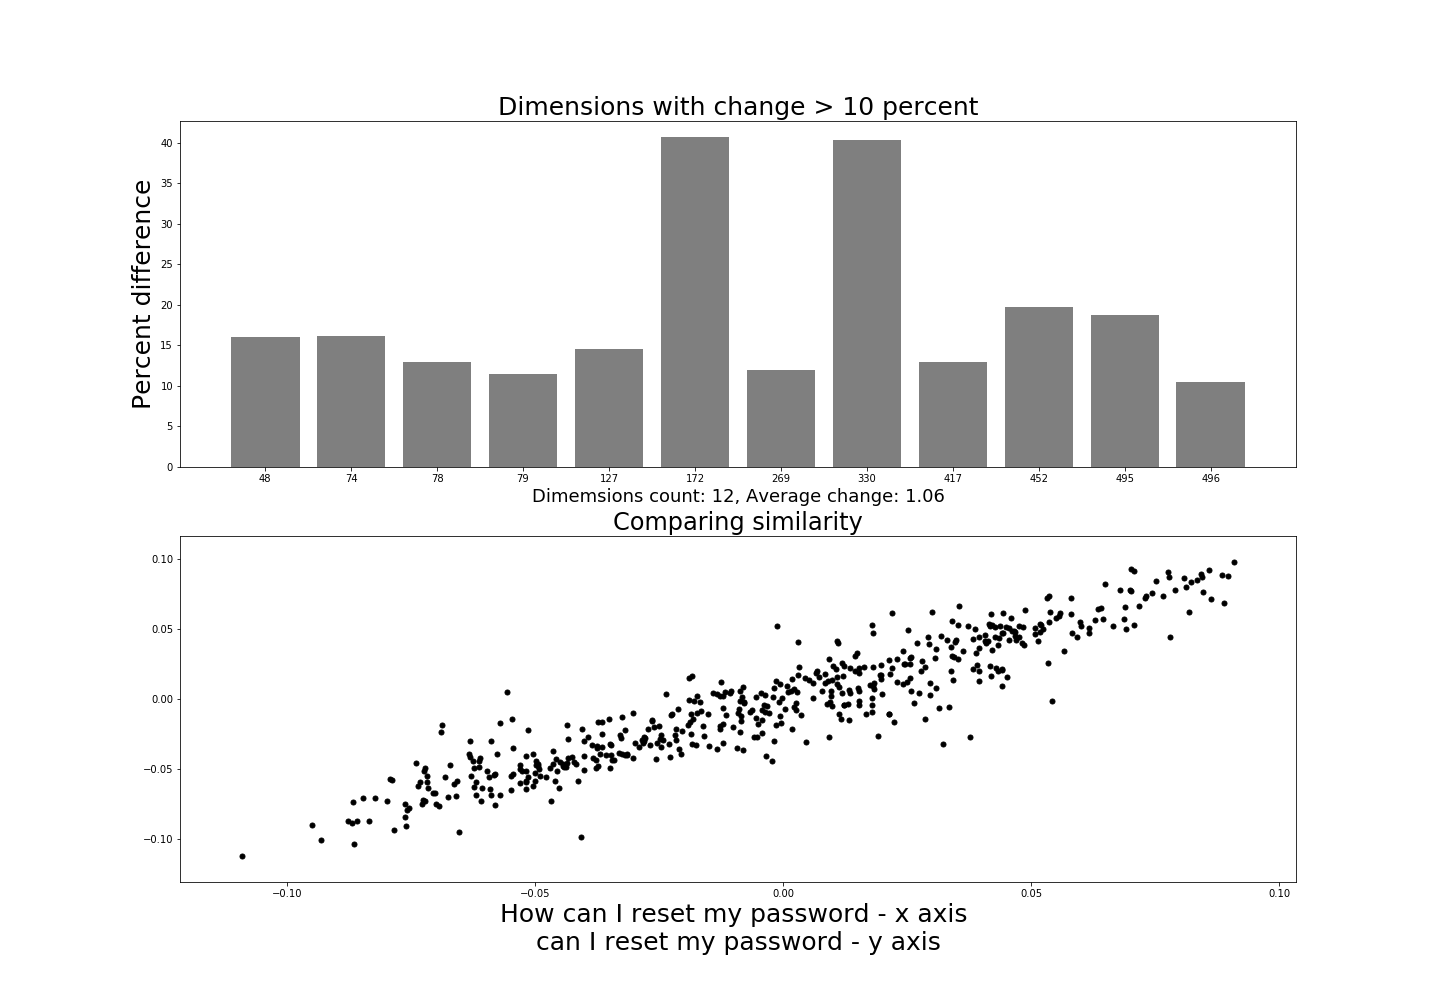 Dimensions with change > 10 percent
Percent difference
40
35
30
25
20
15
10
5
0
48 74 78 79 127 172 269 330 417 452 495 496
Dimemsions count: 12, Average change: 1.06
Comparing similarity
0.10
0.05
0.00
−0.05
−0.10
−0.10 −0.05 0.00 0.05 0.10
How can I reset my password - x axis
can I reset my password - y axis